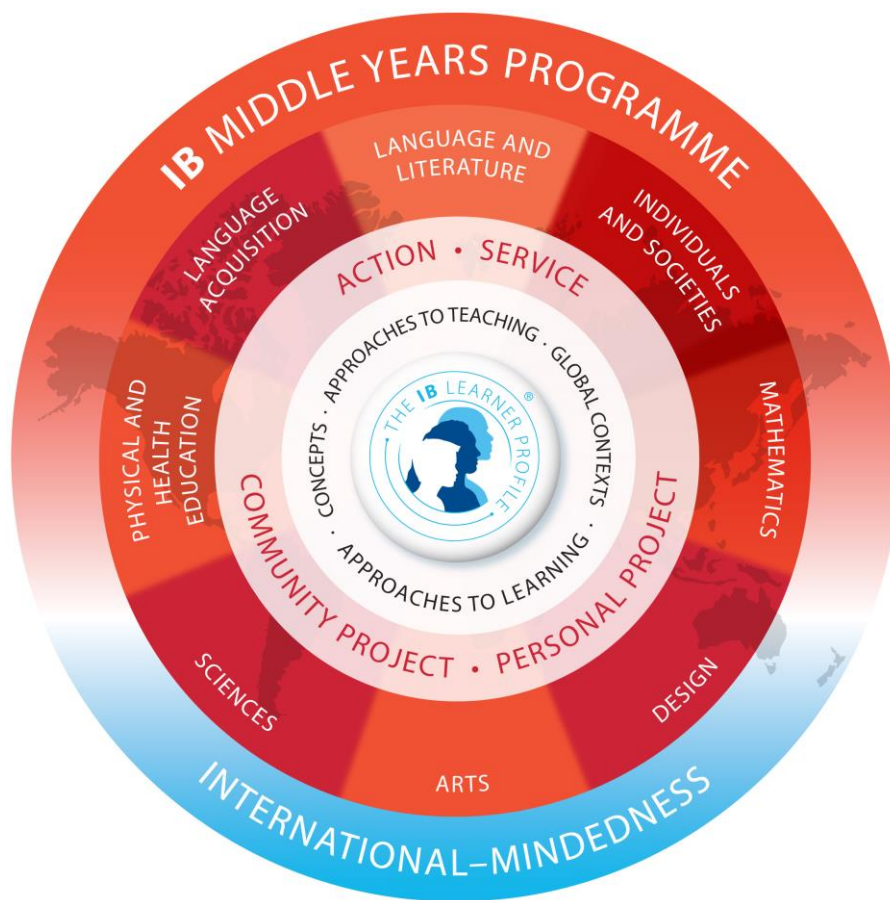 IB MIDDLE YEARS PROGRAMME
LANGUAGE AND
LITERATURE
INDIVIDUALS
AND SOCIETIES
MATHEMATICS
DESIGN
ARTS
SCIENCES
PHYSICAL AND
HEALTH
EDUCATION
LANGUAGE
ACQUISITION
ACTION · SERVICE
PERSONAL PROJECT
·
COMMUNITY PROJECT
APPROACHES TO TEACHING · GLOBAL CONTEXTS · APPROACHES TO LEARNING · CONCEPTS ·
· THE IB LEARNER PROFILE ·
®
INTERNATIONAL–MINDEDNESS